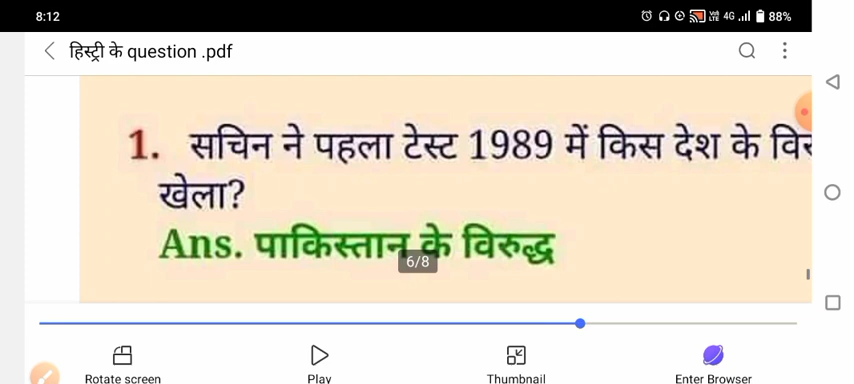 8:12
4G 88%
हिस्ट्री के question .pdf
1. सचिन ने पहला टेस्ट 1989 में किस देश के
खेला?
Ans. पाकिस्तान के विरुद्ध
6/8
Rotate screen Play Thumbnail Enter Browser